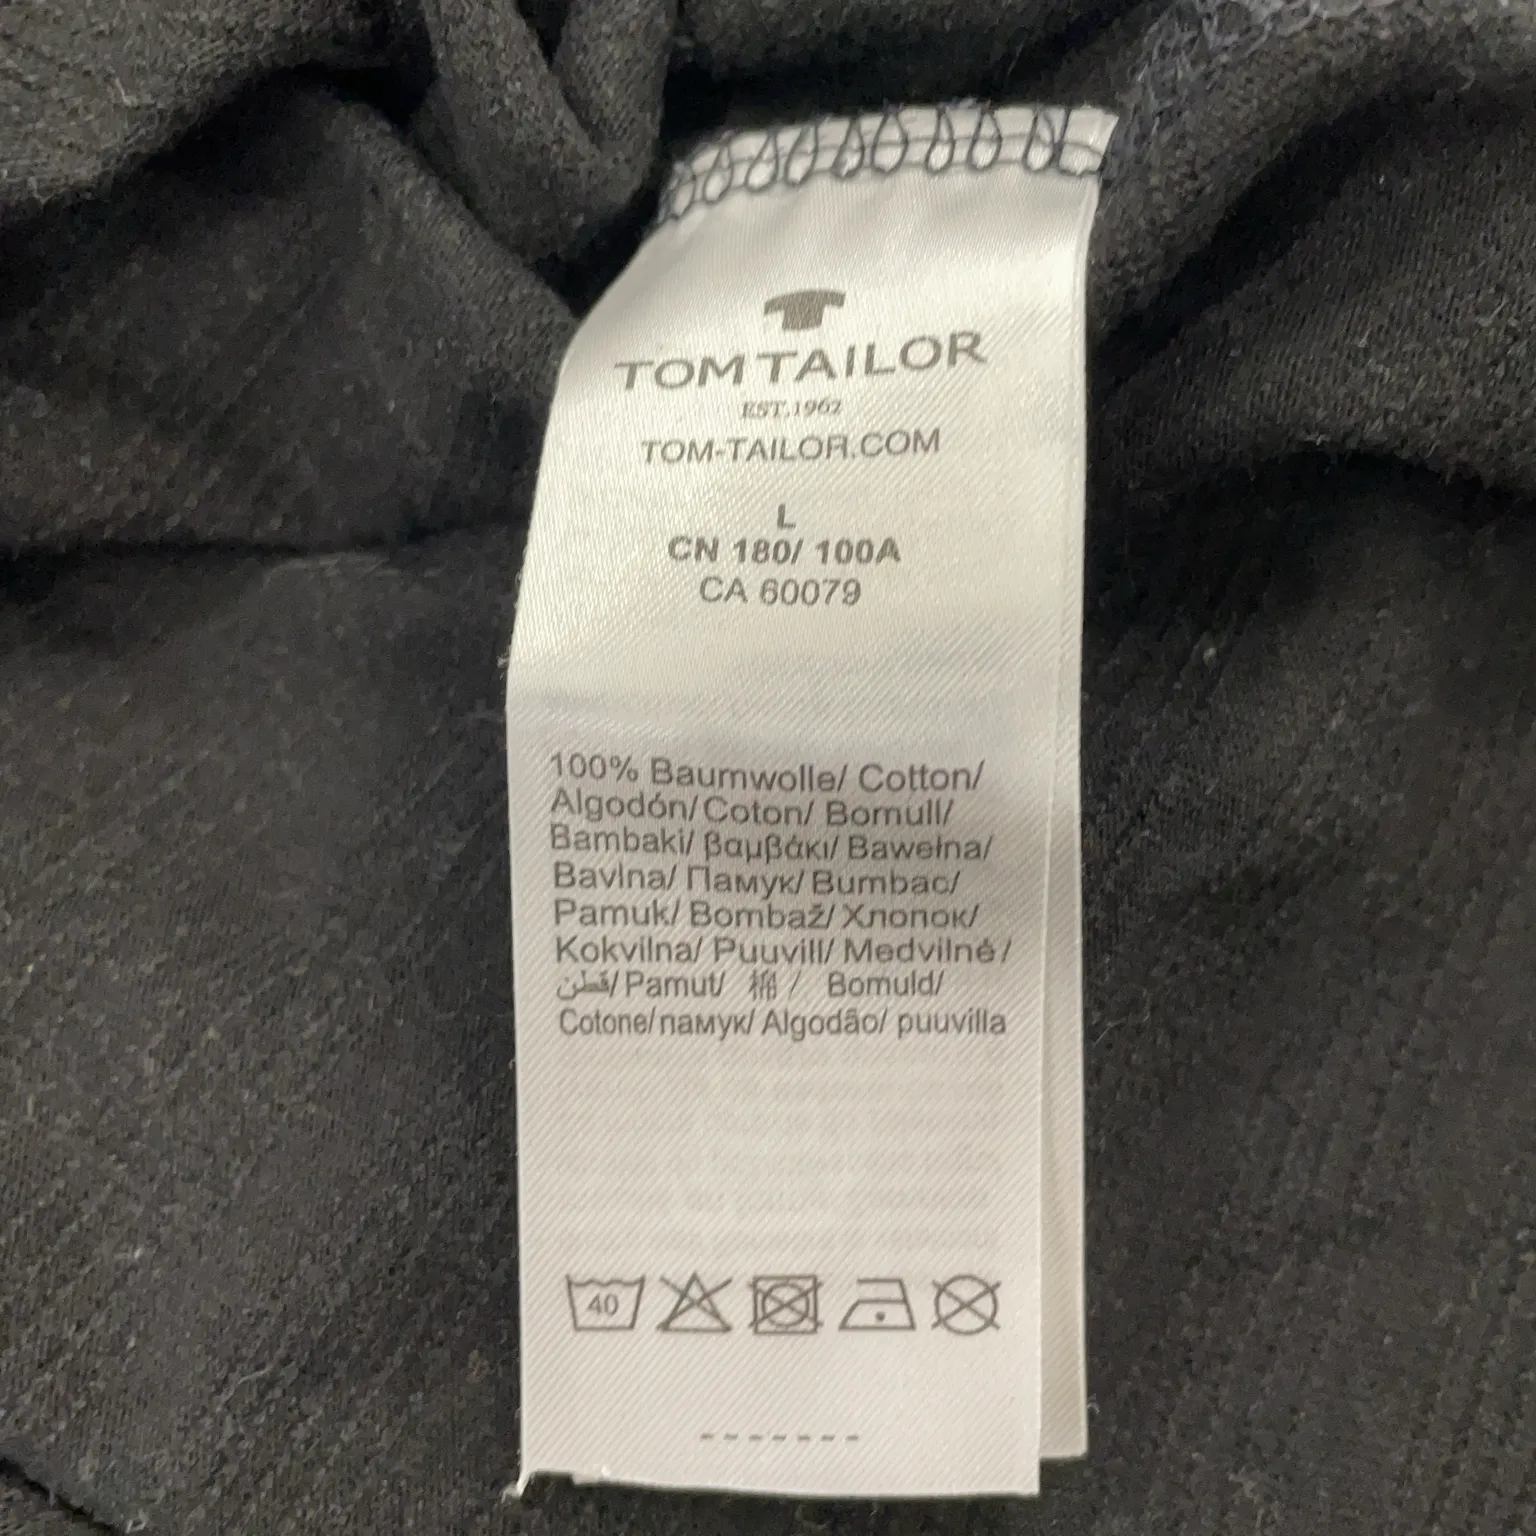 TOM TAILOR
EST.1962
TOM-TAILOR.COM
L
CN 180/ 100A
CA 60079
100% Baumwolle/ Cotton/
Algodón/ Coton/ Bomull/
Bambaki/ βαμβάκι/ Bawełna/
Bavlna/ Памук/ Bumbac/
Pamuk/ Bombaž/ Хлопок/
Kokvilna/ Puuvill/ Medvilnė/
قطن/ Pamut/ 棉 / Bomuld/
Cotone/ памук/ Algodão/ puuvilla
40